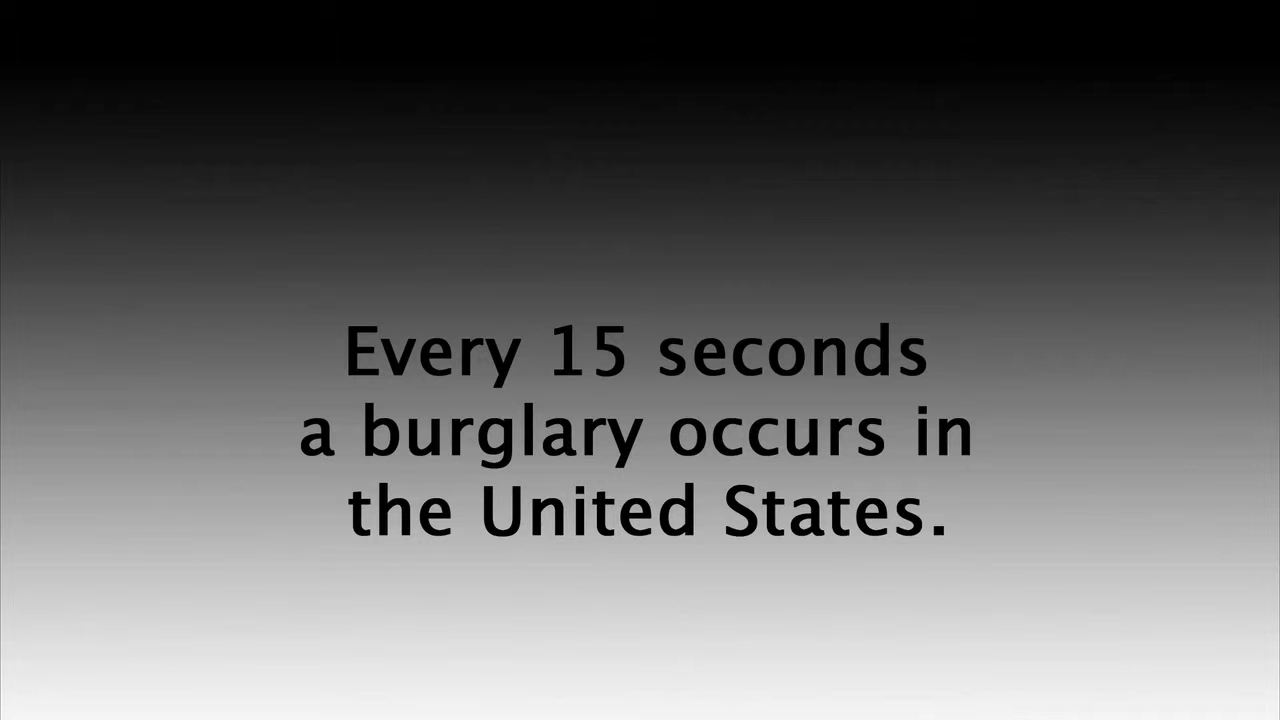 Every 15 seconds
a burglary occurs in
the United States.